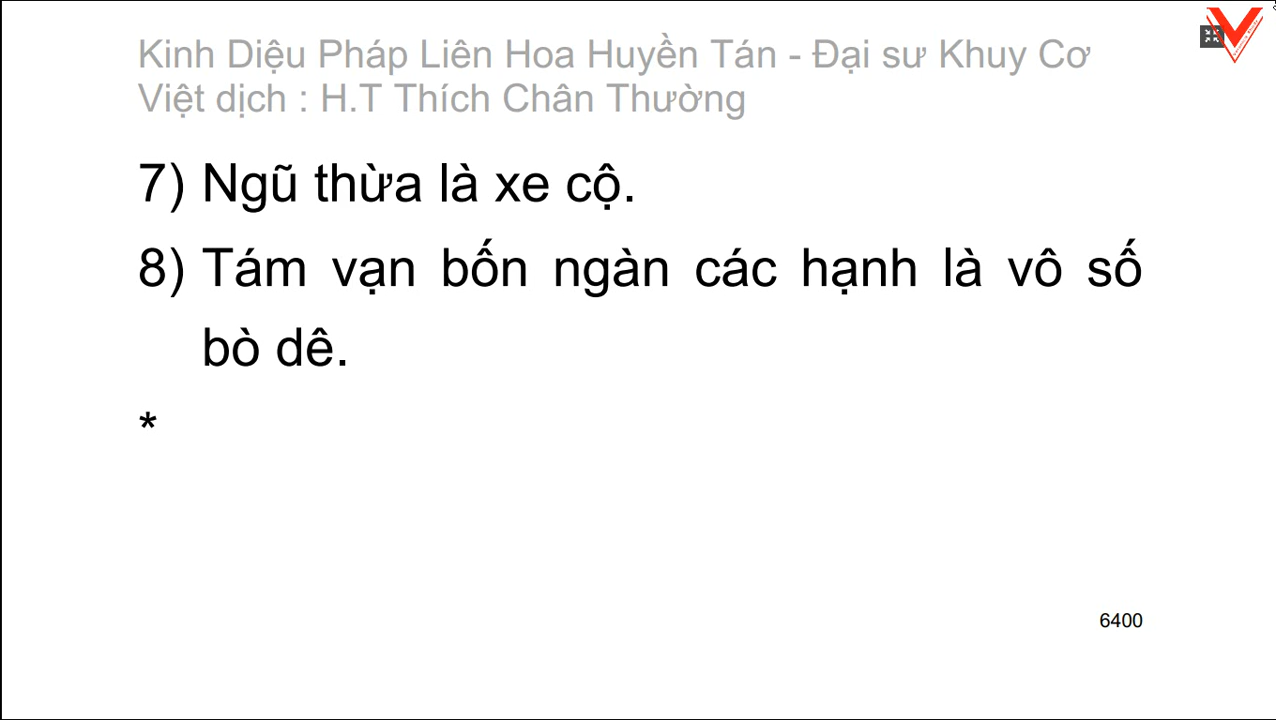 Kinh Diệu Pháp Liên Hoa Huyền Tán - Đại sư Khuy Cơ
Việt dịch : H.T Thích Chân Thường
7) Ngũ thừa là xe cộ.
8) Tám vạn bốn ngàn các hạnh là vô số
bò dê.
*
6400